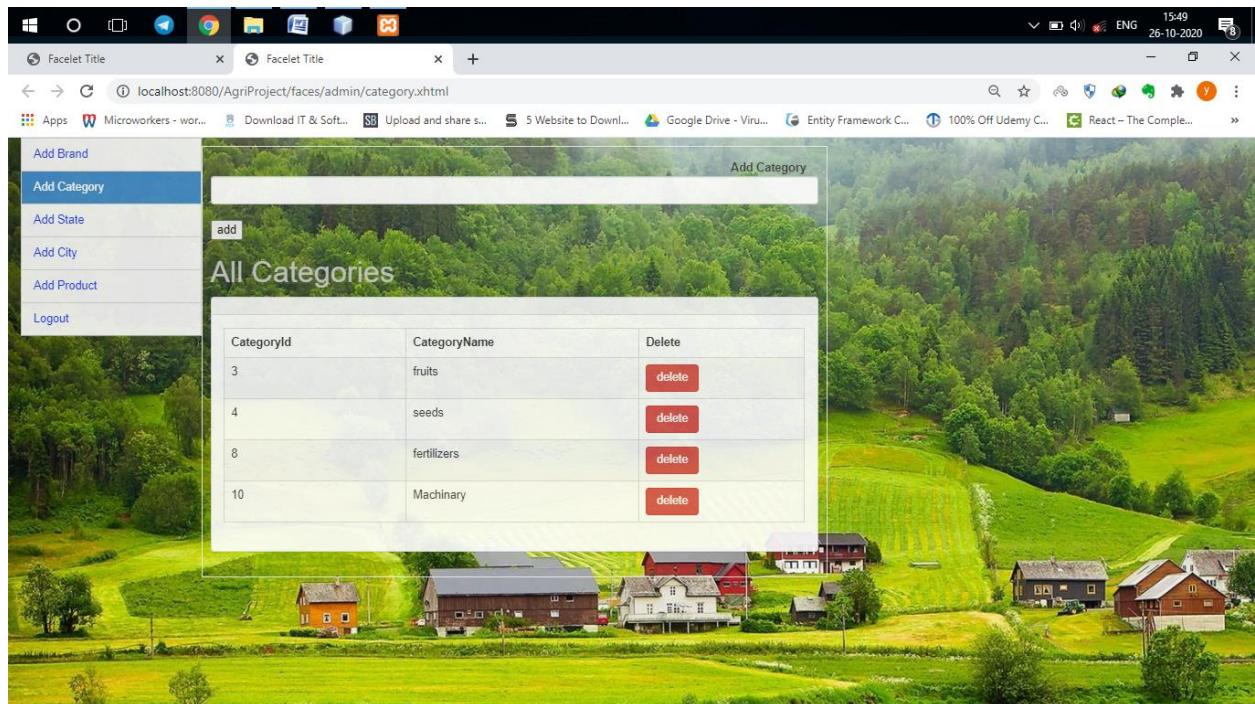 ENG
15:49
26-10-2020
8
Facelet Title
Facelet Title
localhost:8080/AgriProject/faces/admin/category.xhtml
Y
Apps
Microworkers - wor...
Download IT & Soft...
SB Upload and share s...
5 Website to Downl...
Google Drive - Viru...
Entity Framework C...
100% Off Udemy C...
React – The Comple...
»
Add Brand
Add Category
Add State
Add City
Add Product
Logout
Add Category
add
All Categories
CategoryId CategoryName Delete
3 fruits delete
4 seeds delete
8 fertilizers delete
10 Machinary delete